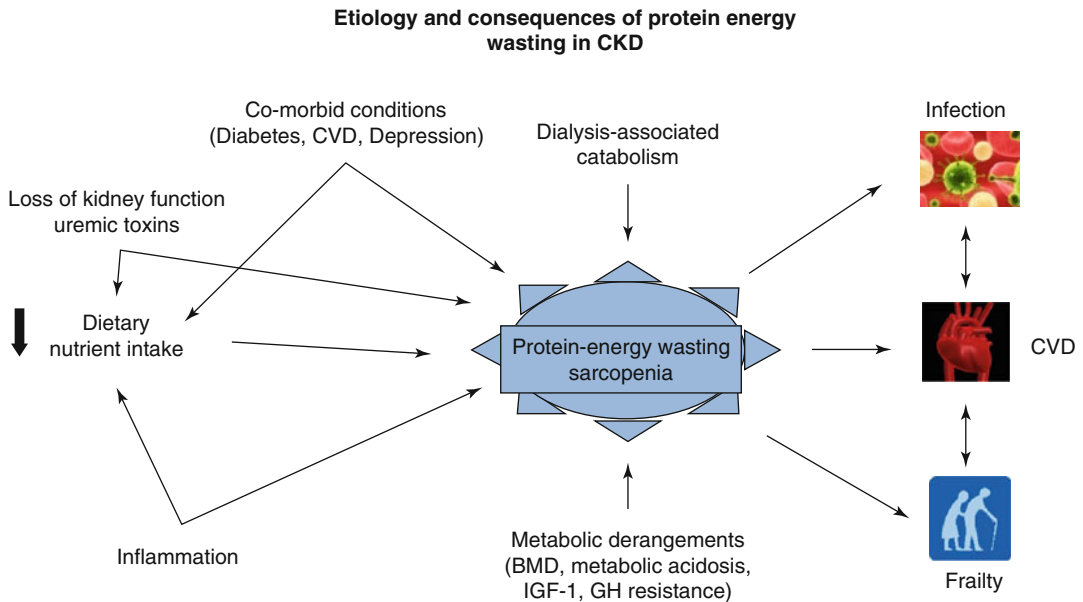 Etiology and consequences of protein energy
wasting in CKD
Co-morbid conditions
(Diabetes, CVD, Depression)
Dialysis-associated
catabolism
Infection
Loss of kidney function
uremic toxins
Dietary
nutrient intake
Protein-energy wasting
sarcopenia
CVD
Inflammation
Metabolic derangements
(BMD, metabolic acidosis,
IGF-1, GH resistance)
Frailty